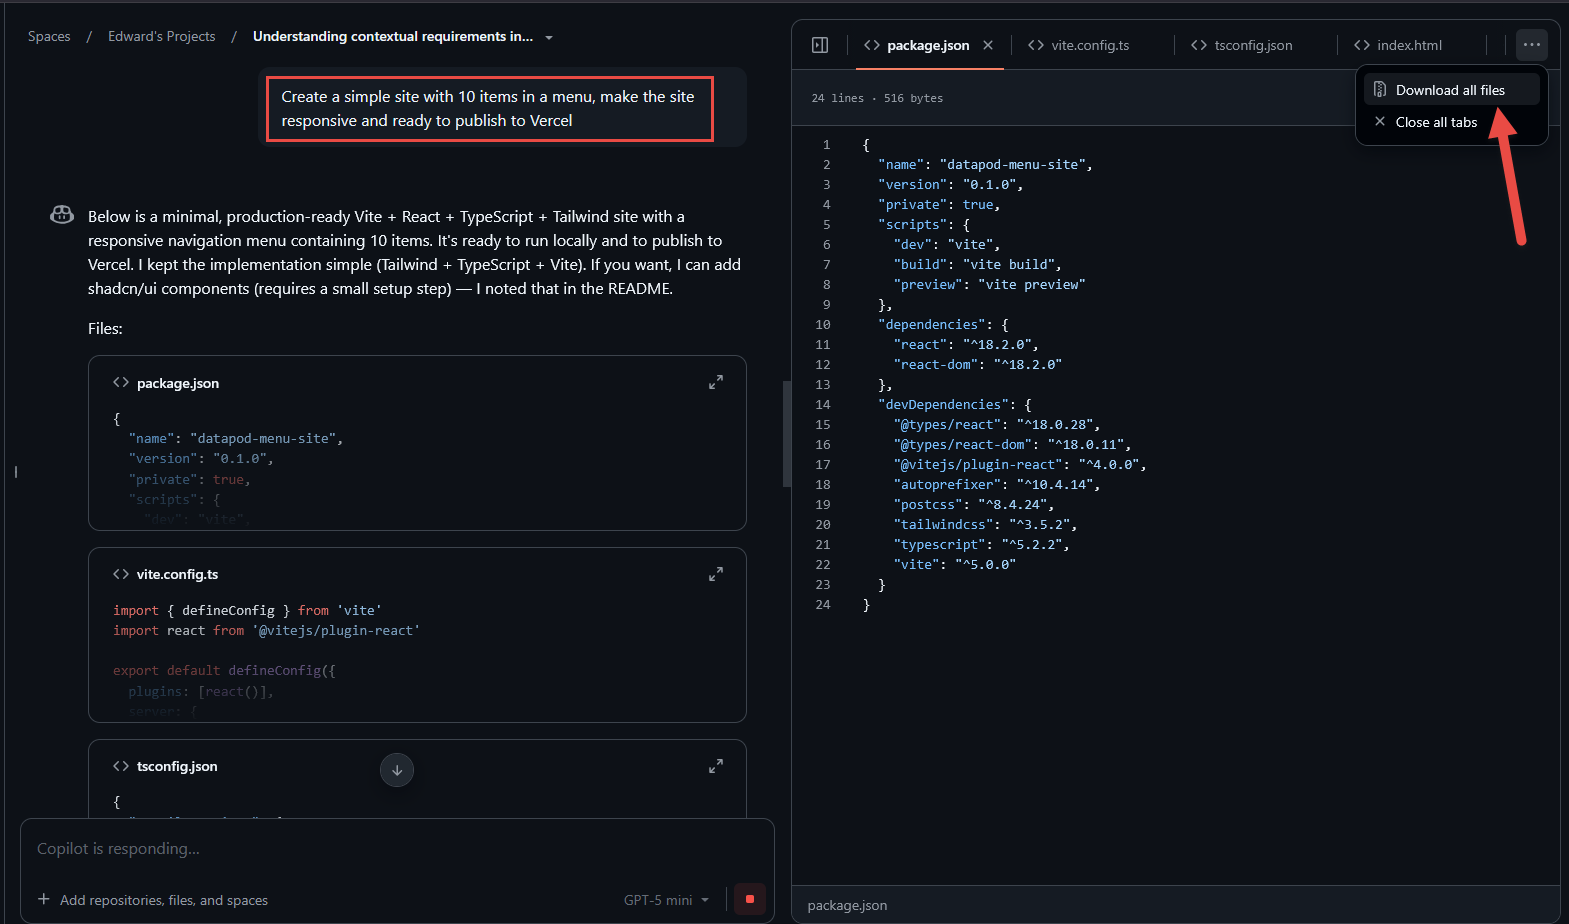 Spaces / Edward's Projects / Understanding contextual requirements in...
Create a simple site with 10 items in a menu, make the site
responsive and ready to publish to Vercel
Below is a minimal, production-ready Vite + React + TypeScript + Tailwind site with a
responsive navigation menu containing 10 items. It's ready to run locally and to publish to
Vercel. I kept the implementation simple (Tailwind + TypeScript + Vite). If you want, I can add
shadcn/ui components (requires a small setup step) — I noted that in the README.
Files:
<> package.json
{
"name": "datapod-menu-site",
"version": "0.1.0",
"private": true,
"scripts": {
"dev": "vite",
<> vite.config.ts
import { defineConfig } from 'vite'
import react from '@vitejs/plugin-react'
export default defineConfig({
plugins: [react()],
server: {
<> tsconfig.json
{
Copilot is responding...
+ Add repositories, files, and spaces
GPT-5 mini
<> package.json ×
<> vite.config.ts
<> tsconfig.json
<> index.html
...
Download all files
× Close all tabs
24 lines · 516 bytes
1 {
2 "name": "datapod-menu-site",
3 "version": "0.1.0",
4 "private": true,
5 "scripts": {
6 "dev": "vite",
7 "build": "vite build",
8 "preview": "vite preview"
9 },
10 "dependencies": {
11 "react": "^18.2.0",
12 "react-dom": "^18.2.0"
13 },
14 "devDependencies": {
15 "@types/react": "^18.0.28",
16 "@types/react-dom": "^18.0.11",
17 "@vitejs/plugin-react": "^4.0.0",
18 "autoprefixer": "^10.4.14",
19 "postcss": "^8.4.24",
20 "tailwindcss": "^3.5.2",
21 "typescript": "^5.2.2",
22 "vite": "^5.0.0"
23 }
24 }
package.json